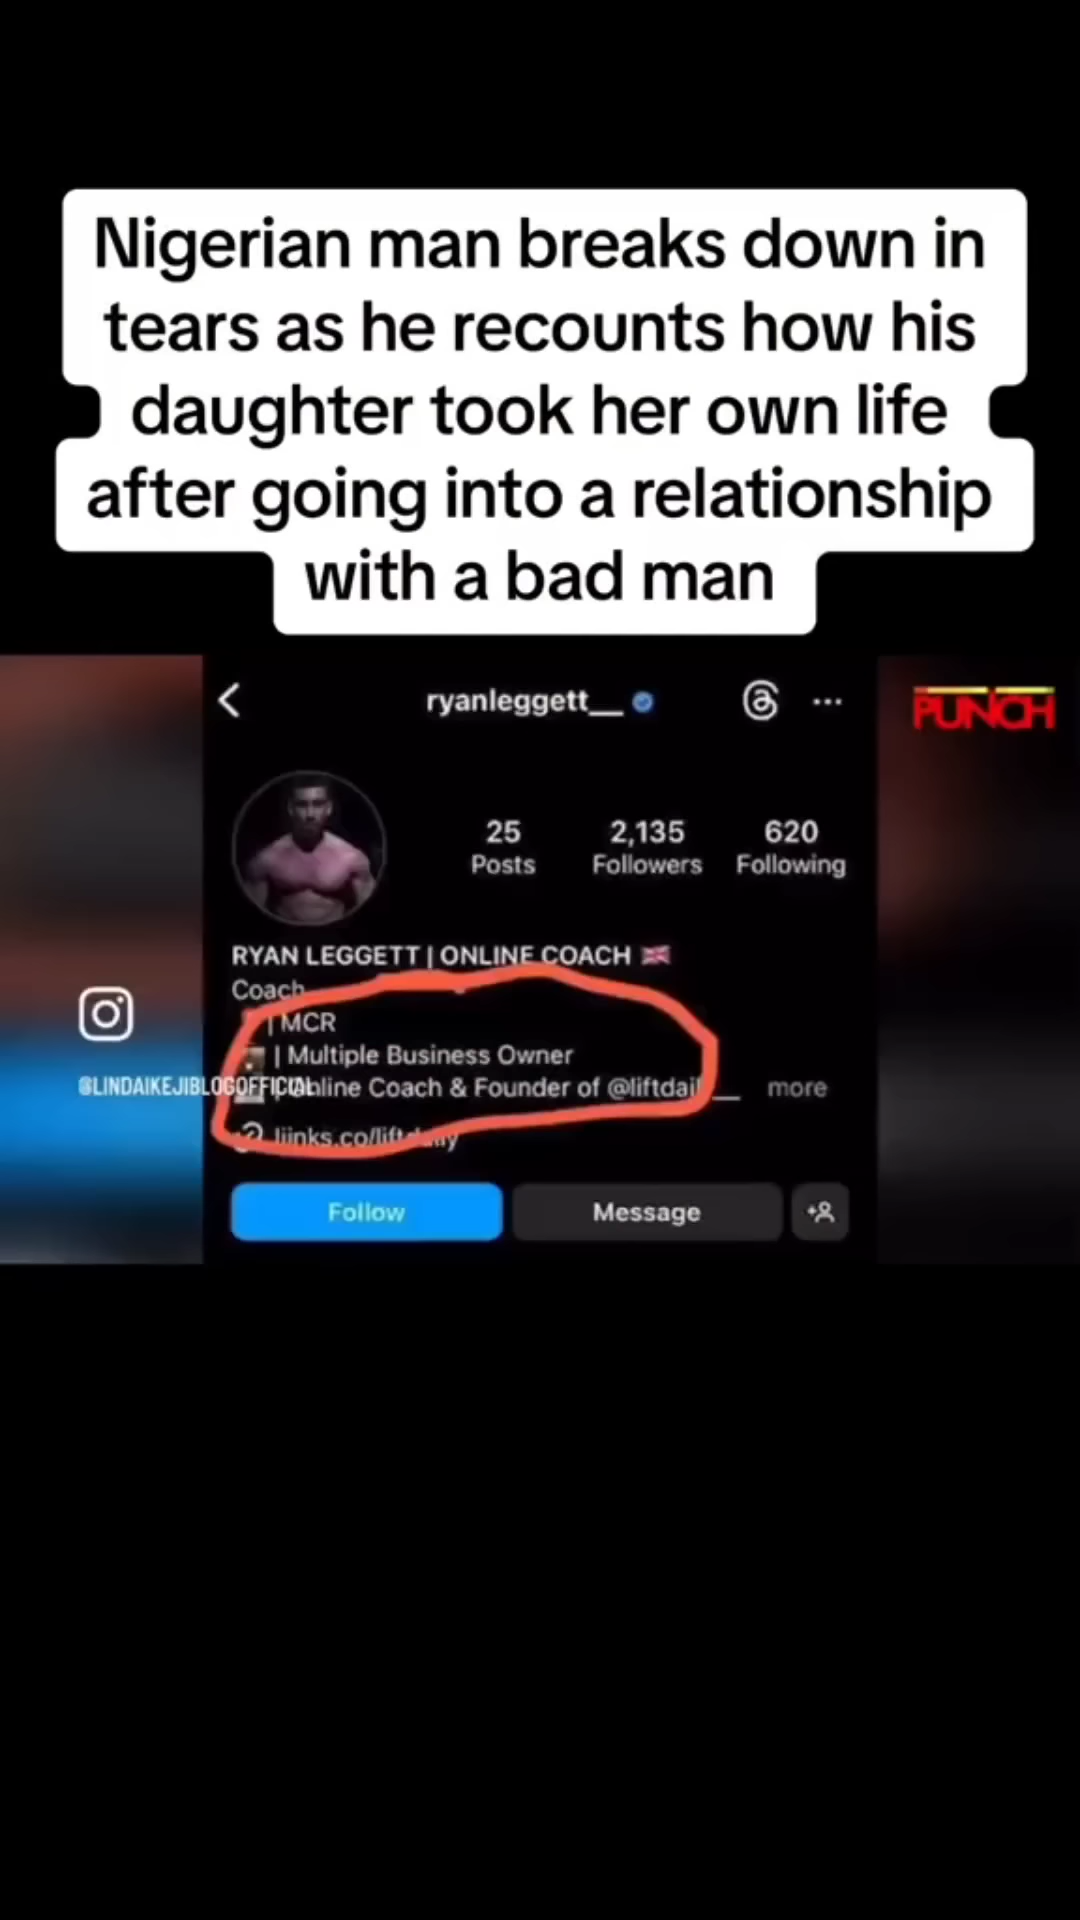 Nigerian man breaks down in
tears as he recounts how his
daughter took her own life
after going into a relationship
with a bad man
ryanleggett__
PUNCH
25
2,135
620
Posts
Followers
Following
RYAN LEGGETT | ONLINE COACH
Coach
| MCR
| Multiple Business Owner
Online Coach & Founder of @liftdail__ more
@LINDAIKEJIBLOGOFFICIAL
liinks.co/liftdaily
Follow
Message